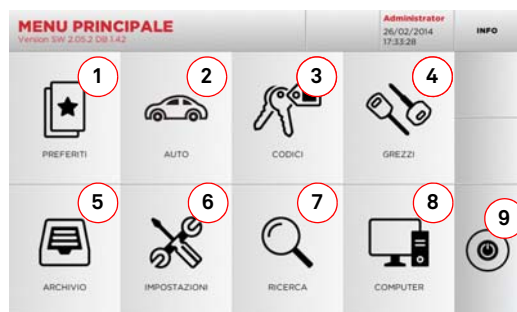 MENU PRINCIPALE
Version SW 2.05.2 DB 1.42
Administrator
26/02/2014
17:33:28
INFO
1
2
3
4
PREFERITI
AUTO
CODICI
GREZZI
5
6
7
8
9
ARCHIVIO
IMPOSTAZIONI
RICERCA
COMPUTER